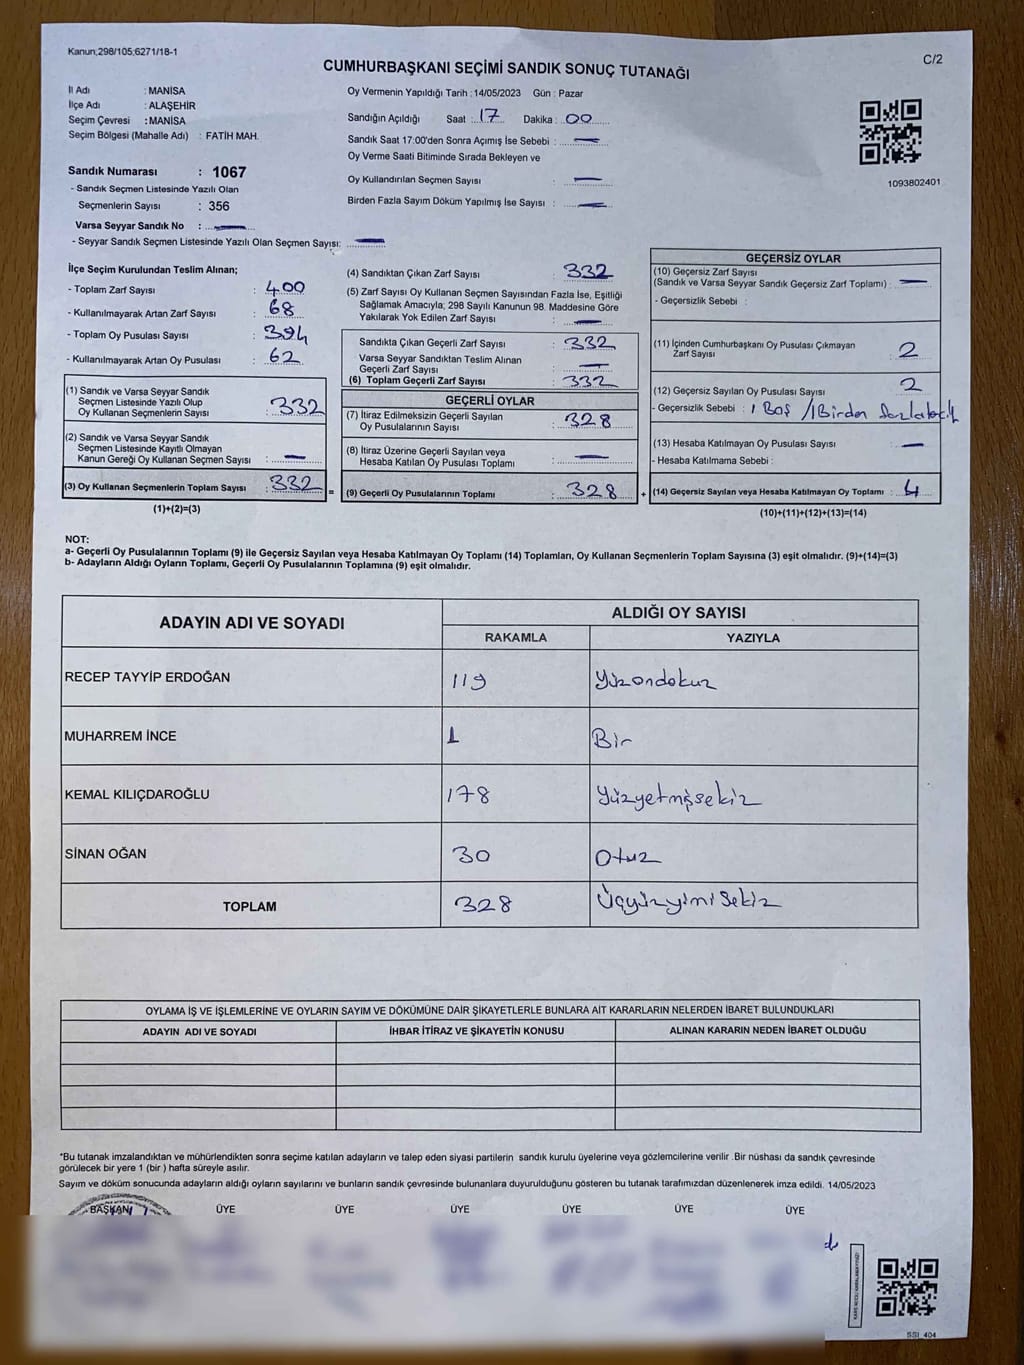 Kanun;298/105;6271/18-1
C/2
CUMHURBAŞKANI SEÇİMİ SANDIK SONUÇ TUTANAĞI
İl Adı : MANİSA
İlçe Adı : ALAŞEHİR
Seçim Çevresi : MANİSA
Seçim Bölgesi (Mahalle Adı) : FATİH MAH.
Sandık Numarası : 1067
- Sandık Seçmen Listesinde Yazılı Olan
Seçmenlerin Sayısı : 356
Varsa Seyyar Sandık No :
- Seyyar Sandık Seçmen Listesinde Yazılı Olan Seçmen Sayısı:
Oy Vermenin Yapıldığı Tarih : 14/05/2023 Gün : Pazar
Sandığın Açıldığı Saat : 17 Dakika : 00
Sandık Saat 17:00'den Sonra Açımış İse Sebebi :
Oy Verme Saati Bitiminde Sırada Bekleyen ve
Oy Kullandırılan Seçmen Sayısı :
Birden Fazla Sayım Döküm Yapılmış İse Sayısı :
1093802401
İlçe Seçim Kurulundan Teslim Alınan;
- Toplam Zarf Sayısı : 400
- Kullanılmayarak Artan Zarf Sayısı : 68
- Toplam Oy Pusulası Sayısı : 394
- Kullanılmayarak Artan Oy Pusulası : 62
(1) Sandık ve Varsa Seyyar Sandık
Seçmen Listesinde Yazılı Olup
Oy Kullanan Seçmenlerin Sayısı : 332
(2) Sandık ve Varsa Seyyar Sandık
Seçmen Listesinde Kayıtlı Olmayan
Kanun Gereği Oy Kullanan Seçmen Sayısı :
(3) Oy Kullanan Seçmenlerin Toplam Sayısı : 332 =
(1)+(2)=(3)
(4) Sandıktan Çıkan Zarf Sayısı : 332
(5) Zarf Sayısı Oy Kullanan Seçmen Sayısından Fazla İse, Eşitliği
Sağlamak Amacıyla; 298 Sayılı Kanunun 98. Maddesine Göre
Yakılarak Yok Edilen Zarf Sayısı :
Sandıkta Çıkan Geçerli Zarf Sayısı : 332
Varsa Seyyar Sandıktan Teslim Alınan
Geçerli Zarf Sayısı :
(6) Toplam Geçerli Zarf Sayısı : 332
GEÇERLİ OYLAR
(7) İtiraz Edilmeksizin Geçerli Sayılan
Oy Pusulalarının Sayısı : 328
(8) İtiraz Üzerine Geçerli Sayılan veya
Hesaba Katılan Oy Pusulası Toplamı :
(9) Geçerli Oy Pusulalarının Toplamı : 328 +
GEÇERSİZ OYLAR
(10) Geçersiz Zarf Sayısı
(Sandık ve Varsa Seyyar Sandık Geçersiz Zarf Toplamı) :
- Geçersizlik Sebebi :
(11) İçinden Cumhurbaşkanı Oy Pusulası Çıkmayan
Zarf Sayısı : 2
(12) Geçersiz Sayılan Oy Pusulası Sayısı : 2
- Geçersizlik Sebebi : 1 Boş / 1 Birden fazla
(13) Hesaba Katılmayan Oy Pusulası Sayısı :
- Hesaba Katılmama Sebebi :
(14) Geçersiz Sayılan veya Hesaba Katılmayan Oy Toplamı : 4
(10)+(11)+(12)+(13)=(14)
NOT:
a- Geçerli Oy Pusulalarının Toplamı (9) ile Geçersiz Sayılan veya Hesaba Katılmayan Oy Toplamı (14) Toplamları, Oy Kullanan Seçmenlerin Toplam Sayısına (3) eşit olmalıdır. (9)+(14)=(3)
b- Adayların Aldığı Oyların Toplamı, Geçerli Oy Pusulalarının Toplamına (9) eşit olmalıdır.
ADAYIN ADI VE SOYADI
ALDIĞI OY SAYISI
RAKAMLA YAZIYLA
RECEP TAYYİP ERDOĞAN 119 Yüzondokuz
MUHARREM İNCE 1 Bir
KEMAL KILIÇDAROĞLU 178 Yüzyetmişsekiz
SİNAN OĞAN 30 Otuz
TOPLAM 328 Üçyüzyimi Sekiz
OYLAMA İŞ VE İŞLEMLERİNE VE OYLARIN SAYIM VE DÖKÜMÜNE DAİR ŞİKAYETLERLE BUNLARA AİT KARARLARIN NELERDEN İBARET BULUNDUKLARI
ADAYIN ADI VE SOYADI İHBAR İTİRAZ VE ŞİKAYETİN KONUSU ALINAN KARARIN NEDEN İBARET OLDUĞU
*Bu tutanak imzalandıktan ve mühürlendikten sonra seçime katılan adayların ve talep eden siyasi partilerin sandık kurulu üyelerine veya gözlemcilerine verilir .Bir nüshası da sandık çevresinde
görülecek bir yere 1 (bir ) hafta süreyle asılır.
Sayım ve döküm sonucunda adayların aldığı oyların sayılarını ve bunların sandık çevresinde bulunanlara duyurulduğunu gösteren bu tutanak tarafımızdan düzenlenerek imza edildi. 14/05/2023
BAŞKAN ÜYE ÜYE ÜYE ÜYE ÜYE ÜYE
SSI_404